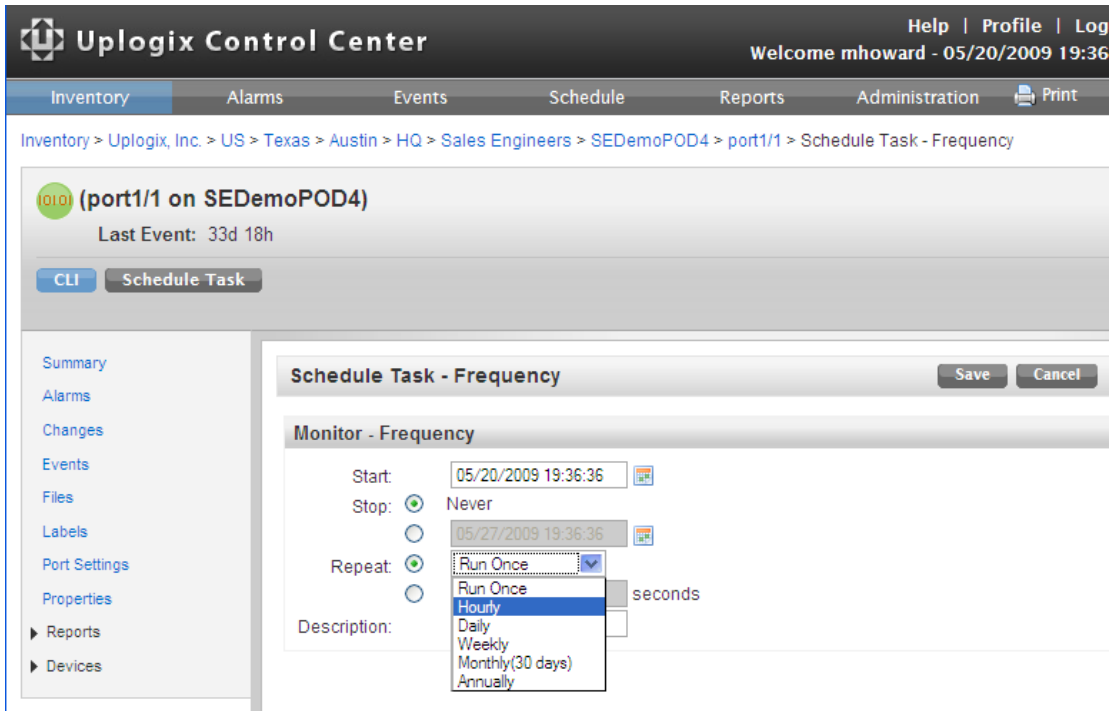 Uplogix Control Center
Help | Profile | Log
Welcome mhoward - 05/20/2009 19:36
Inventory Alarms Events Schedule Reports Administration Print
Inventory > Uplogix, Inc. > US > Texas > Austin > HQ > Sales Engineers > SEDemoPOD4 > port1/1 > Schedule Task - Frequency
(port1/1 on SEDemoPOD4)
Last Event: 33d 18h
CLI Schedule Task
Summary
Alarms
Changes
Events
Files
Labels
Port Settings
Properties
Reports
Devices
Schedule Task - Frequency Save Cancel
Monitor - Frequency
Start: 05/20/2009 19:36:36
Stop: Never
05/27/2009 19:36:36
Repeat: Run Once
Run Once seconds
Hourly
Description: Daily
Weekly
Monthly(30 days)
Annually